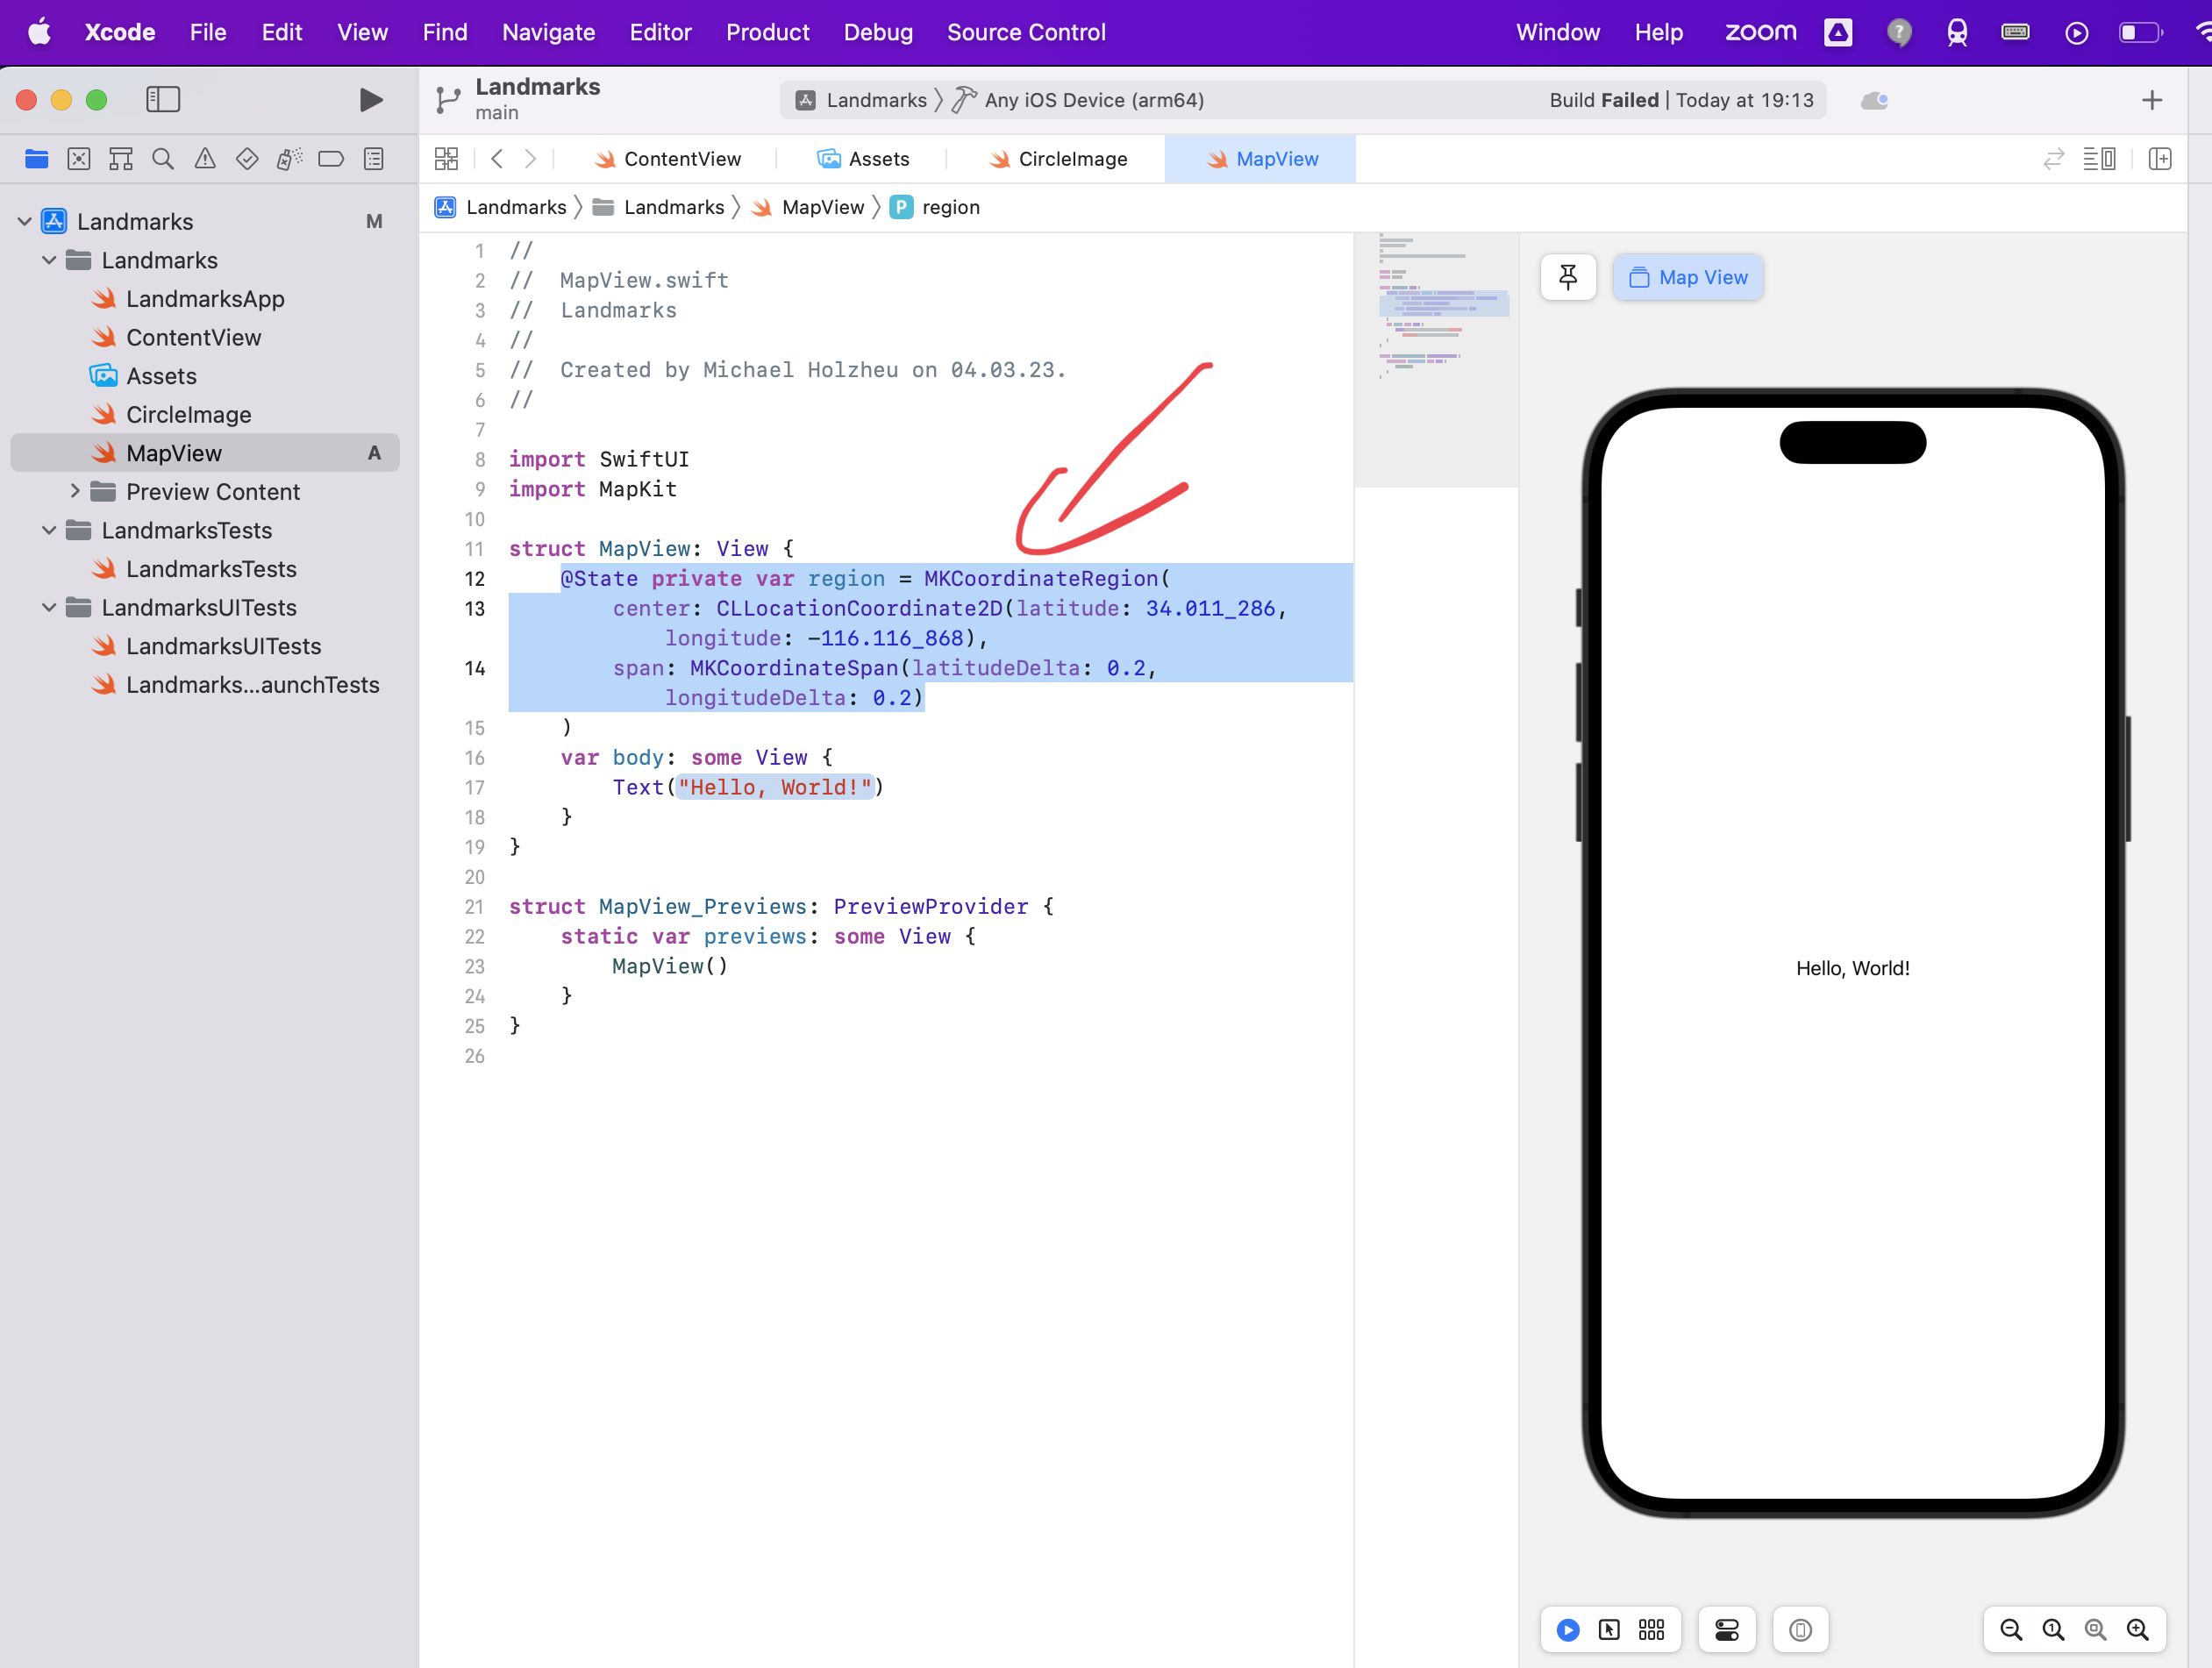 Xcode File Edit View Find Navigate Editor Product Debug Source Control Window Help zoom
Landmarks
main
Landmarks Any iOS Device (arm64) Build Failed | Today at 19:13
ContentView Assets CircleImage MapView
Landmarks Landmarks MapView P region
Landmarks M
Landmarks
LandmarksApp
ContentView
Assets
CircleImage
MapView A
Preview Content
LandmarksTests
LandmarksTests
LandmarksUITests
LandmarksUITests
Landmarks...aunchTests
1 //
2 //  MapView.swift
3 //  Landmarks
4 //
5 //  Created by Michael Holzheu on 04.03.23.
6 //
7
8 import SwiftUI
9 import MapKit
10
11 struct MapView: View {
12     @State private var region = MKCoordinateRegion(
13         center: CLLocationCoordinate2D(latitude: 34.011_286,
            longitude: -116.116_868),
14         span: MKCoordinateSpan(latitudeDelta: 0.2,
            longitudeDelta: 0.2)
15     )
16     var body: some View {
17         Text("Hello, World!")
18     }
19 }
20
21 struct MapView_Previews: PreviewProvider {
22     static var previews: some View {
23         MapView()
24     }
25 }
26
Map View
Hello, World!